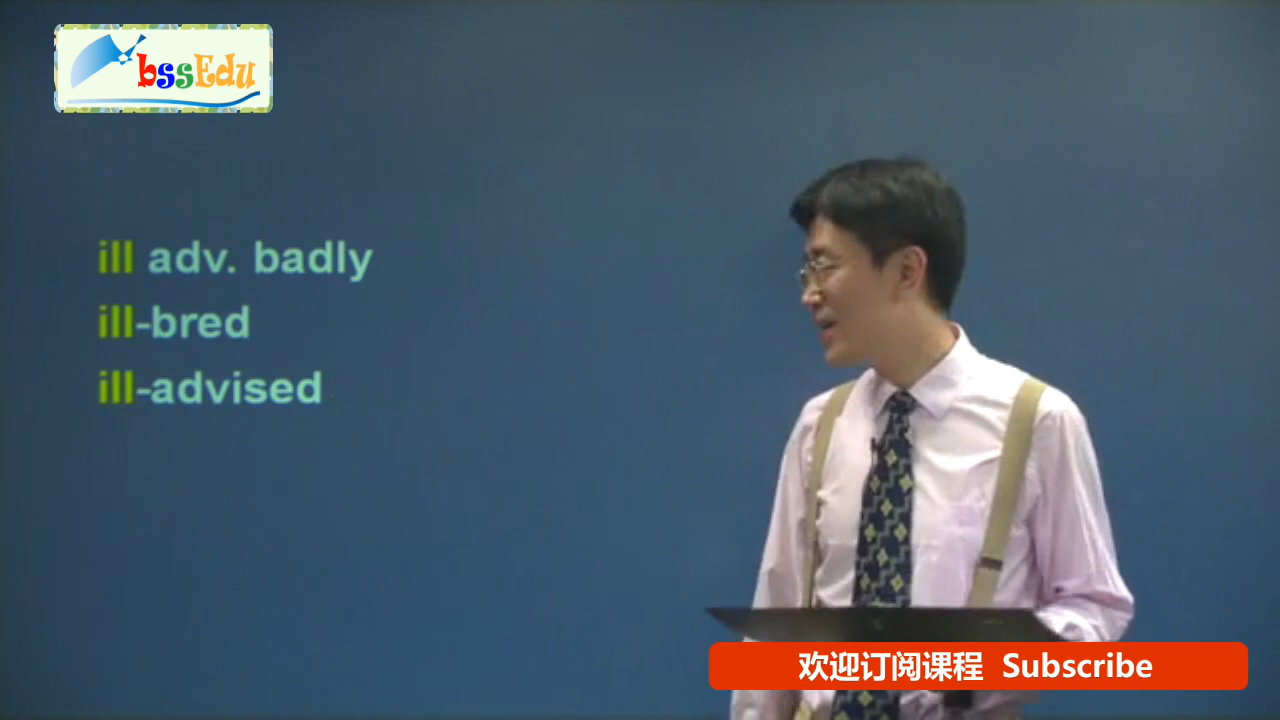 bssEdu
ill adv. badly
ill-bred
ill-advised
欢迎订阅课程 Subscribe